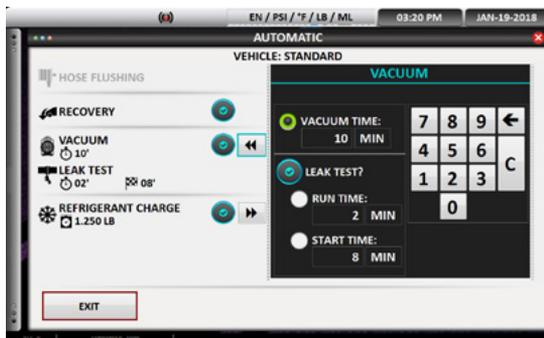 EN / PSI / °F / LB / ML 03:20 PM JAN-19-2018
AUTOMATIC
VEHICLE: STANDARD
HOSE FLUSHING
RECOVERY
VACUUM
10'
LEAK TEST
02' 08'
REFRIGERANT CHARGE
1.250 LB
EXIT
VACUUM
VACUUM TIME:
10 MIN
LEAK TEST?
RUN TIME:
2 MIN
START TIME:
8 MIN
7 8 9
4 5 6
C
1 2 3
0